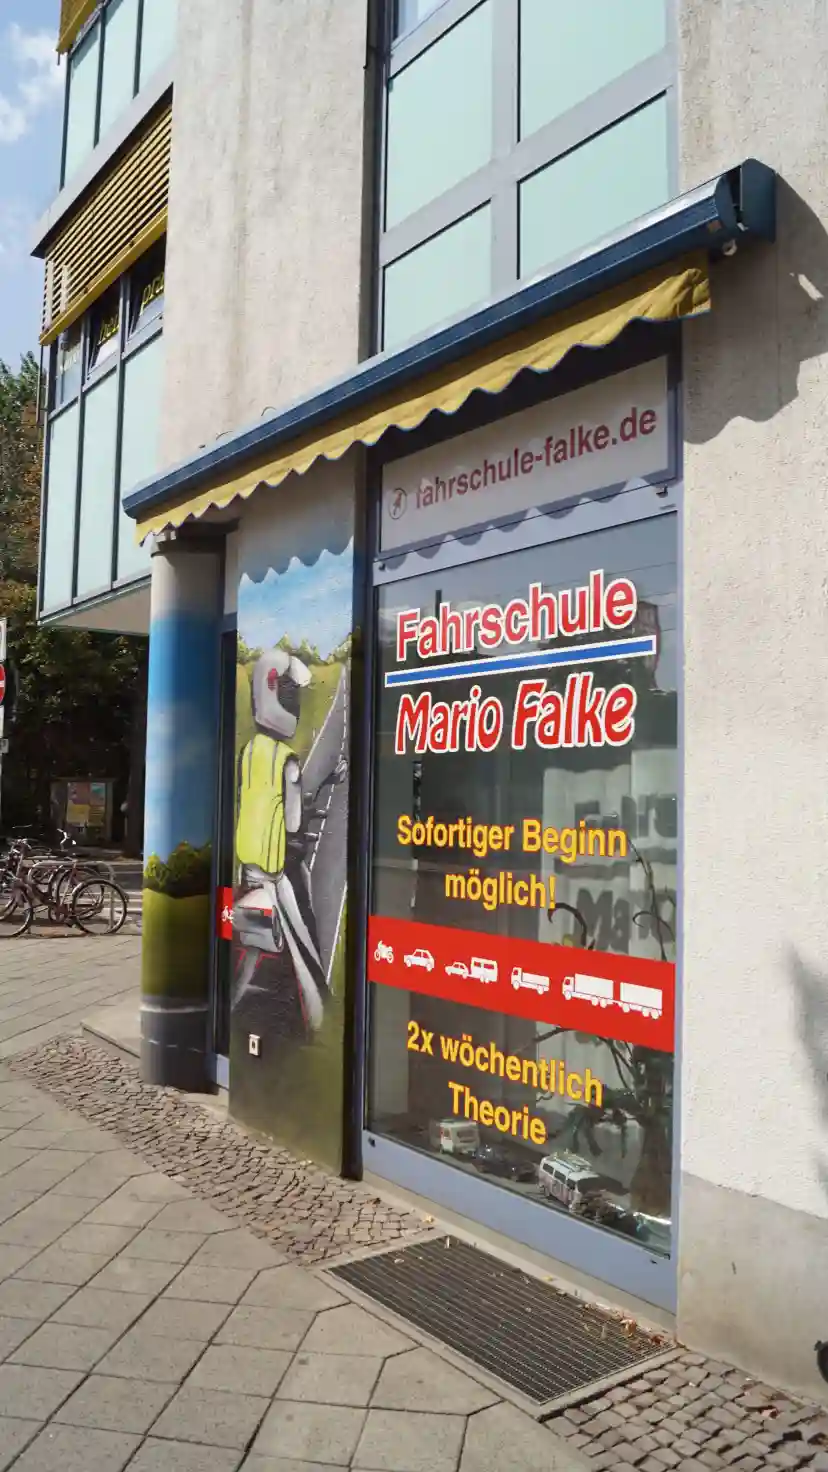 fahrschule-falke.de
Fahrschule
Mario Falke
Sofortiger Beginn
möglich!
2x wöchentlich
Theorie